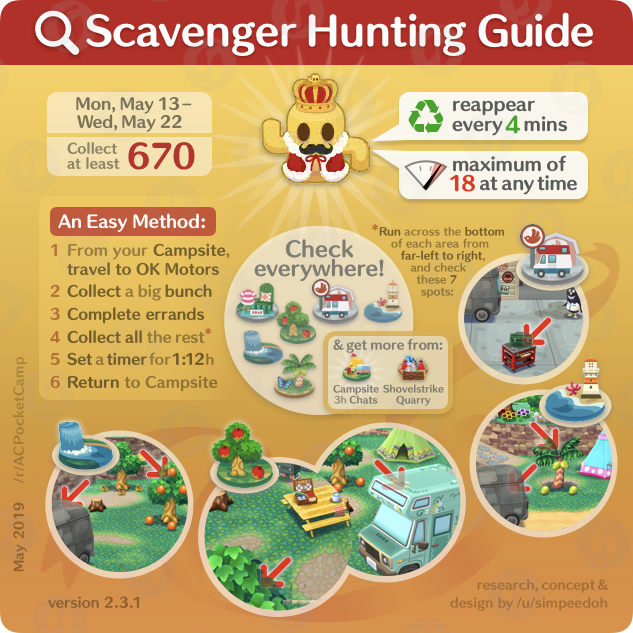 Scavenger Hunting Guide
Mon, May 13 –
Wed, May 22
Collect
at least 670
reappear
every 4 mins
maximum of
18 at any time
An Easy Method:
1 From your Campsite,
travel to OK Motors
2 Collect a big bunch
3 Complete errands
4 Collect all the rest*
5 Set a timer for 1:12h
6 Return to Campsite
Check
everywhere!
& get more from:
Campsite
3h Chats
Shovelstrike
Quarry
*Run across the bottom
of each area from
far-left to right,
and check
these 7
spots:
May 2019 /r/ACPocketCamp
version 2.3.1
research, concept &
design by /u/simpeedoh